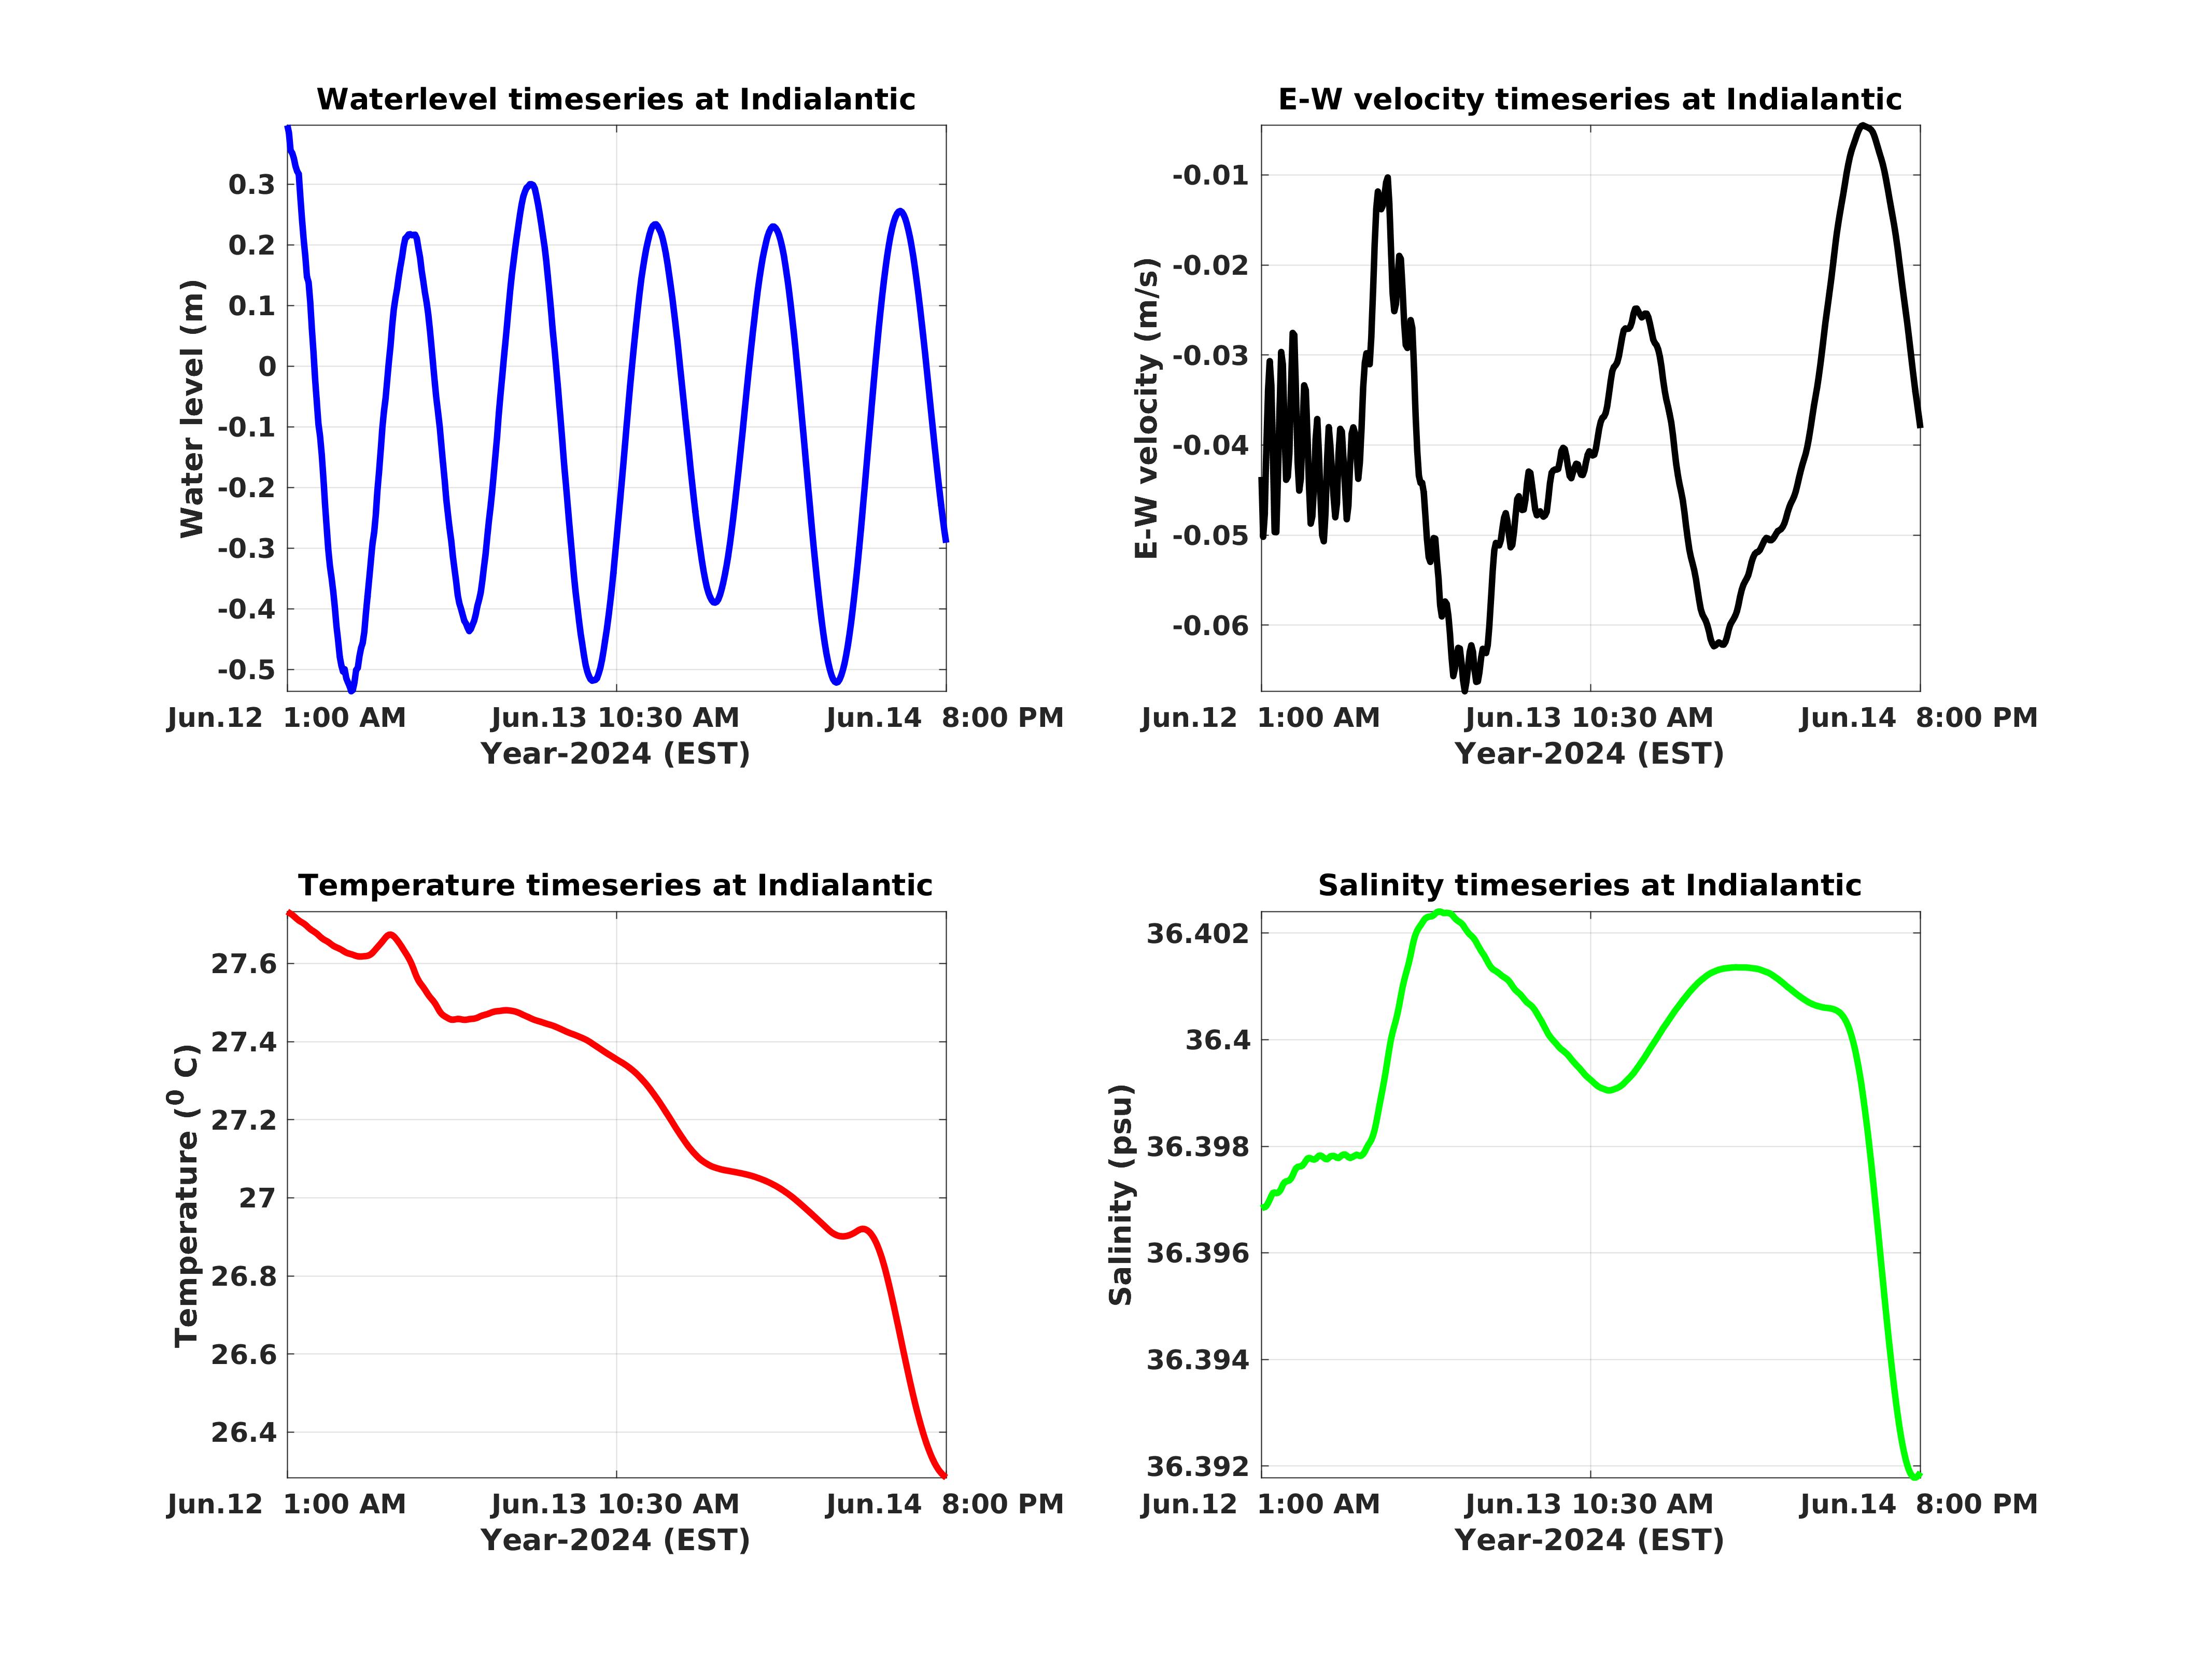 Waterlevel timeseries at Indialantic
0.3
0.2
0.1
0
-0.1
-0.2
-0.3
-0.4
-0.5
Water level (m)
Jun.12 1:00 AM
Jun.13 10:30 AM
Jun.14 8:00 PM
Year-2024 (EST)
E-W velocity timeseries at Indialantic
-0.01
-0.02
-0.03
-0.04
-0.05
-0.06
E-W velocity (m/s)
Jun.12 1:00 AM
Jun.13 10:30 AM
Jun.14 8:00 PM
Year-2024 (EST)
Temperature timeseries at Indialantic
27.6
27.4
27.2
27
26.8
26.6
26.4
Temperature (⁰ C)
Jun.12 1:00 AM
Jun.13 10:30 AM
Jun.14 8:00 PM
Year-2024 (EST)
Salinity timeseries at Indialantic
36.402
36.4
36.398
36.396
36.394
36.392
Salinity (psu)
Jun.12 1:00 AM
Jun.13 10:30 AM
Jun.14 8:00 PM
Year-2024 (EST)